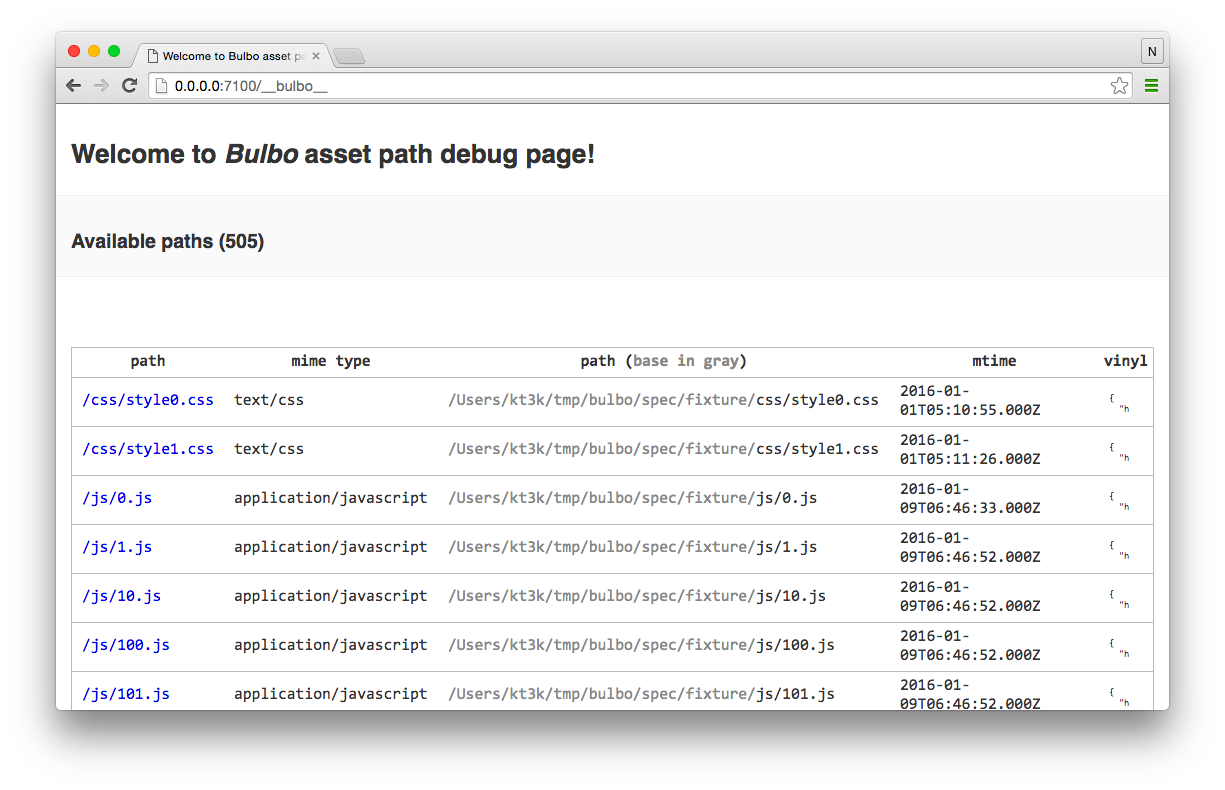 Welcome to Bulbo asset pa
N
0.0.0.0:7100/__bulbo__
Welcome to Bulbo asset path debug page!
Available paths (505)
path mime type path (base in gray) mtime vinyl
/css/style0.css text/css /Users/kt3k/tmp/bulbo/spec/fixture/css/style0.css 2016-01-
01T05:10:55.000Z { "h
/css/style1.css text/css /Users/kt3k/tmp/bulbo/spec/fixture/css/style1.css 2016-01-
01T05:11:26.000Z { "h
/js/0.js application/javascript /Users/kt3k/tmp/bulbo/spec/fixture/js/0.js 2016-01-
09T06:46:33.000Z { "h
/js/1.js application/javascript /Users/kt3k/tmp/bulbo/spec/fixture/js/1.js 2016-01-
09T06:46:52.000Z { "h
/js/10.js application/javascript /Users/kt3k/tmp/bulbo/spec/fixture/js/10.js 2016-01-
09T06:46:52.000Z { "h
/js/100.js application/javascript /Users/kt3k/tmp/bulbo/spec/fixture/js/100.js 2016-01-
09T06:46:52.000Z { "h
/js/101.js application/javascript /Users/kt3k/tmp/bulbo/spec/fixture/js/101.js 2016-01-
09T06:46:52.000Z { "h